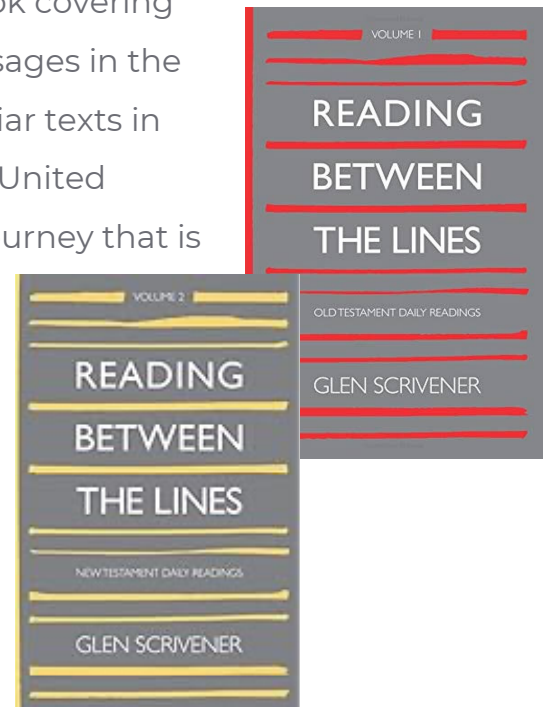 ok covering
sages in the
iar texts in
United
urney that is
VOLUME 1
READING
BETWEEN
THE LINES
OLD TESTAMENT DAILY READINGS
GLEN SCRIVENER
VOLUME 2
READING
BETWEEN
THE LINES
NEW TESTAMENT DAILY READINGS
GLEN SCRIVENER